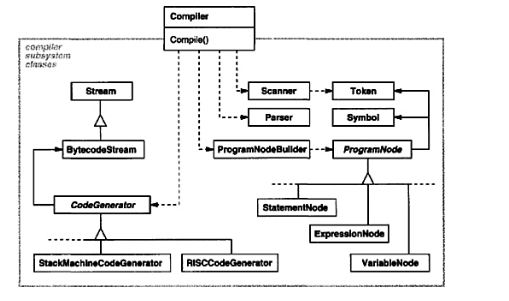 Compiler
Compile()
compiler
subsystem
classes
Stream
Scanner
Token
Parser
Symbol
BytecodeStream
ProgramNodeBuilder
ProgramNode
CodeGenerator
StatementNode
ExpressionNode
StackMachineCodeGenerator
RISCCodeGenerator
VariableNode